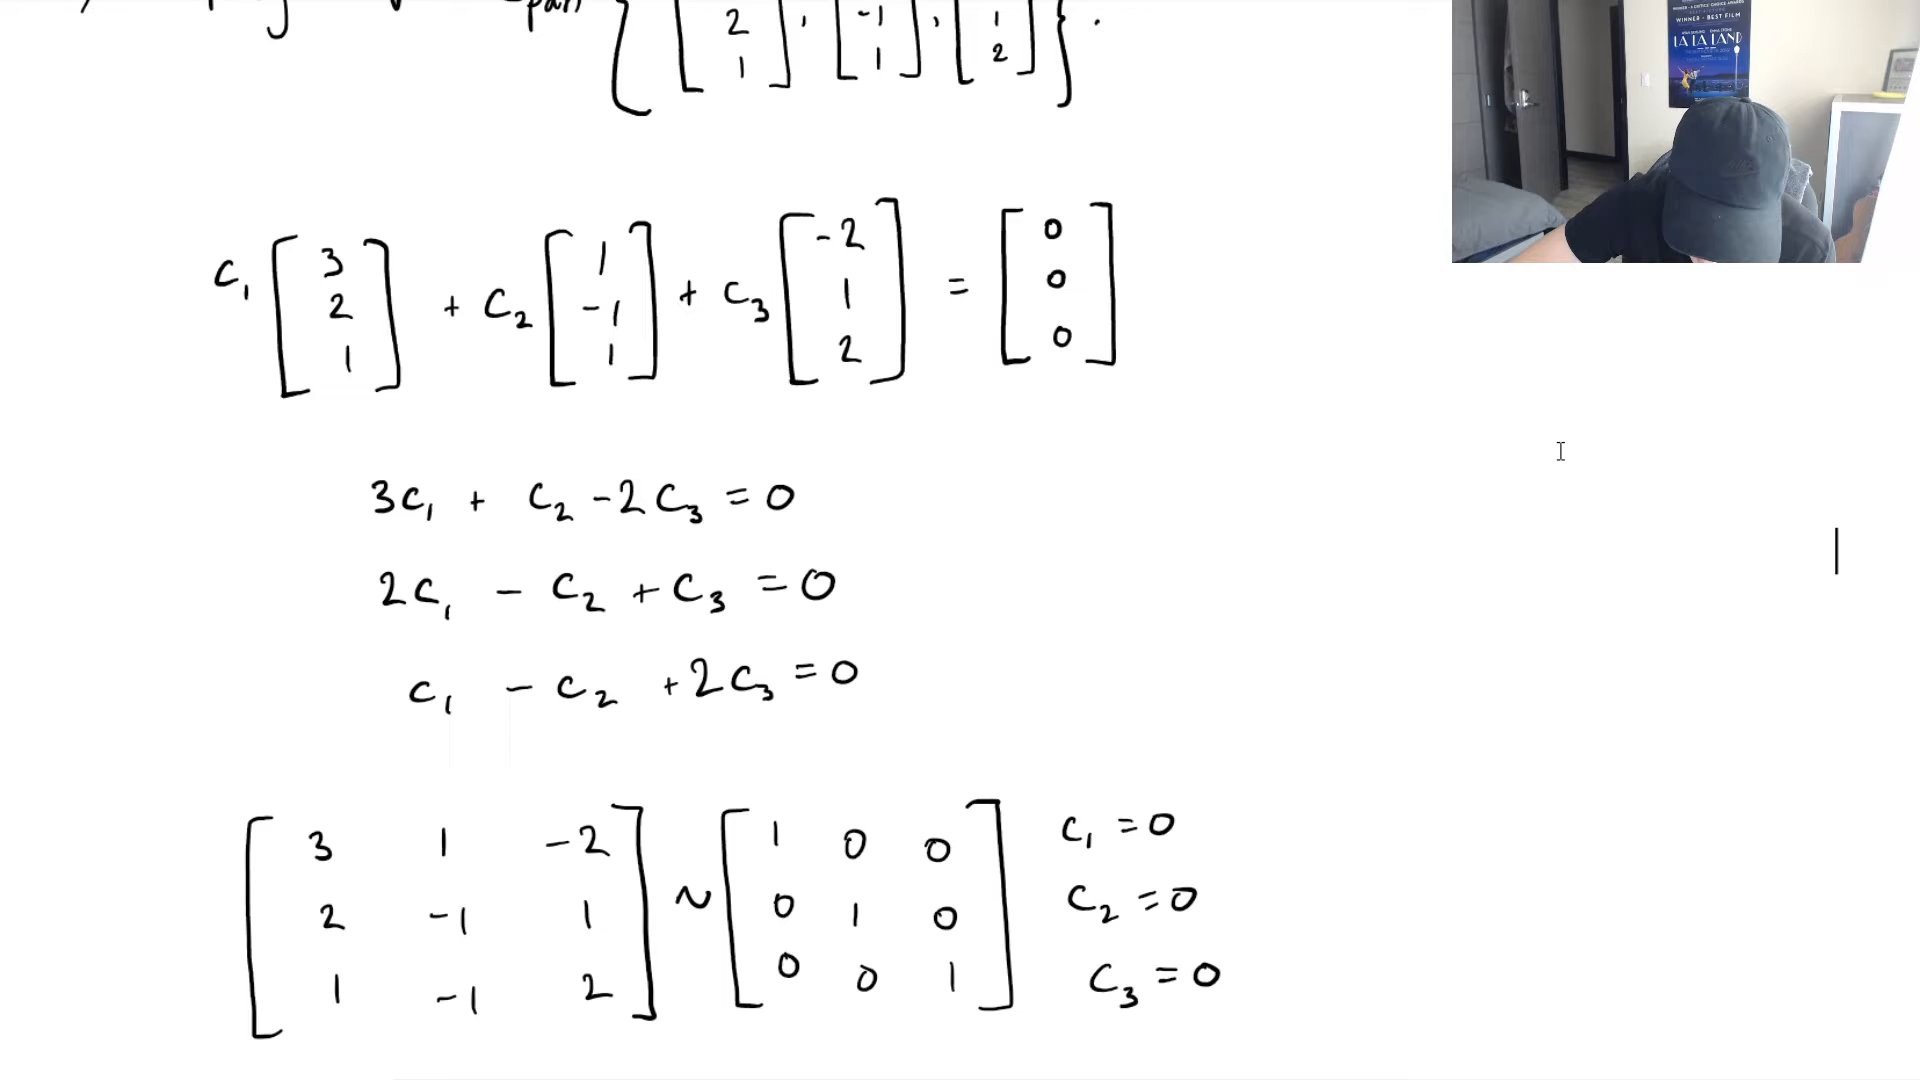 span { [ 2 1 ] , [ -1 1 ] , [ 1 2 ] } .
WINNER - BEST FILM
LA LA LAND
c₁ [ 3 2 1 ] + c₂ [ 1 -1 1 ] + c₃ [ -2 1 2 ] = [ 0 0 0 ]
3c₁ + c₂ -2c₃ = 0
2c₁ - c₂ + c₃ = 0
c₁ - c₂ +2c₃ = 0
[ 3 1 -2 ] ~ [ 1 0 0 ] c₁ = 0
[ 2 -1 1 ] [ 0 1 0 ] c₂ = 0
[ 1 -1 2 ] [ 0 0 1 ] c₃ = 0